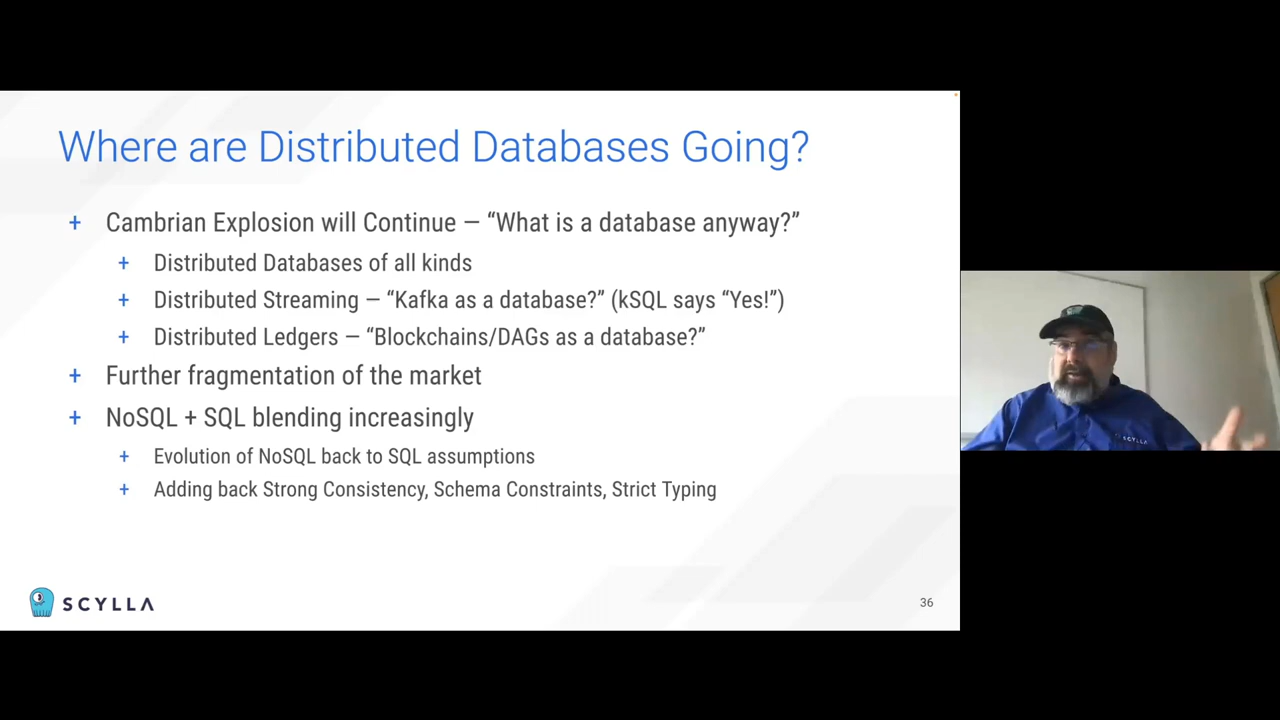 Where are Distributed Databases Going?
+ Cambrian Explosion will Continue — “What is a database anyway?”
+ Distributed Databases of all kinds
+ Distributed Streaming — “Kafka as a database?” (kSQL says “Yes!”)
+ Distributed Ledgers — “Blockchains/DAGs as a database?”
+ Further fragmentation of the market
+ NoSQL + SQL blending increasingly
+ Evolution of NoSQL back to SQL assumptions
+ Adding back Strong Consistency, Schema Constraints, Strict Typing
SCYLLA
36
SCYLLA